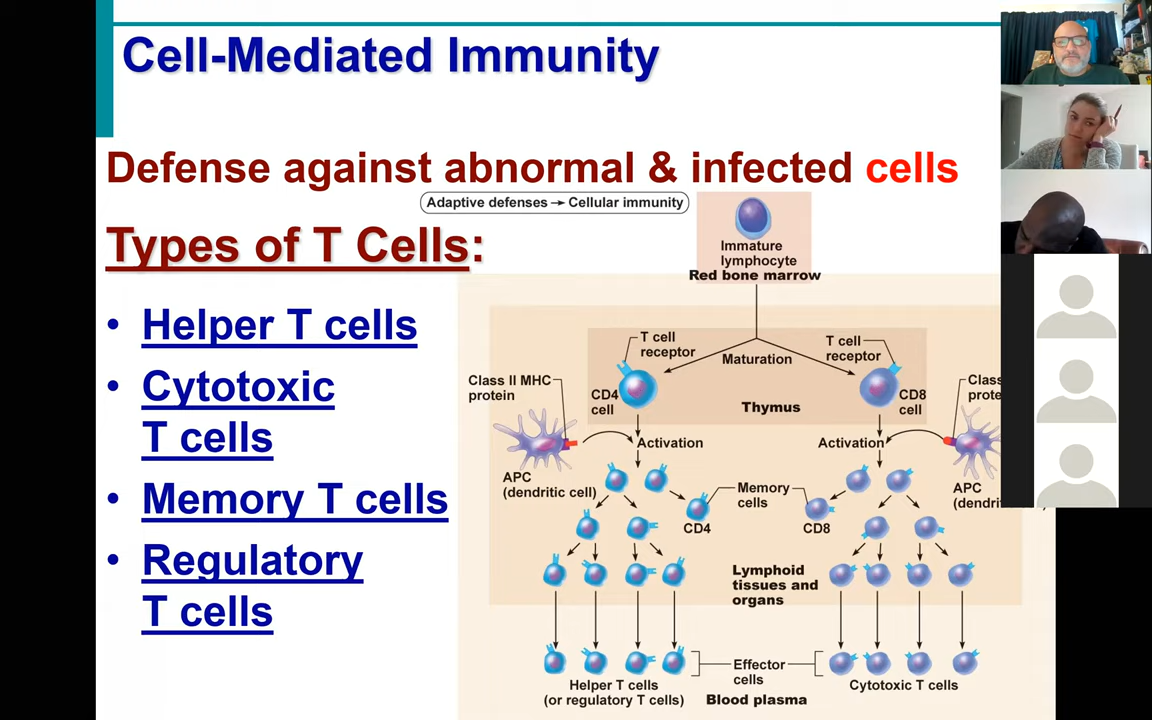 Cell-Mediated Immunity
Defense against abnormal & infected cells
Adaptive defenses → Cellular immunity
Types of T Cells:
• Helper T cells
• Cytotoxic
T cells
• Memory T cells
• Regulatory
T cells
Immature
lymphocyte
Red bone marrow
T cell
receptor
Maturation
T cell
receptor
Class II MHC
protein
CD4
cell
Thymus
CD8
cell
Class
prote
Activation
Activation
APC
(dendritic cell)
APC
(dendri
Memory
cells
CD4
CD8
Lymphoid
tissues and
organs
Effector
cells
Helper T cells
(or regulatory T cells)
Blood plasma
Cytotoxic T cells